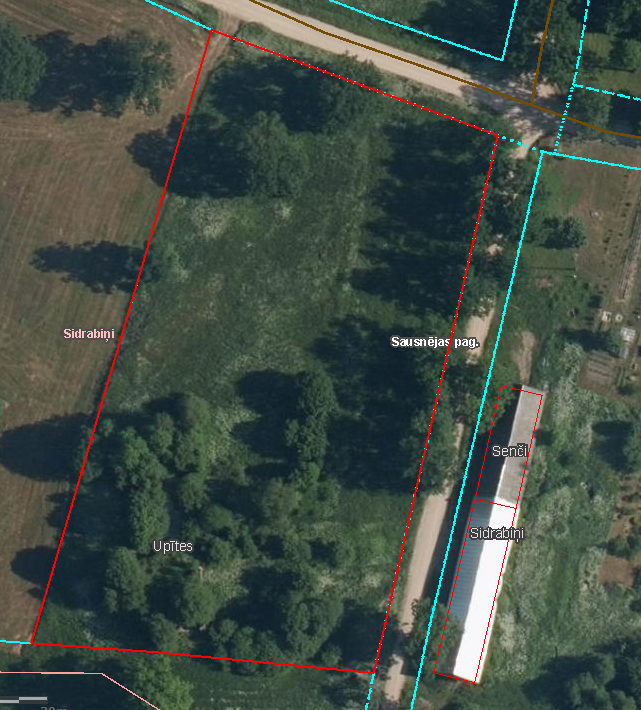 Sidrabiņi
Sausnējas pag.
Senči
Sidrabiņi
Upītes